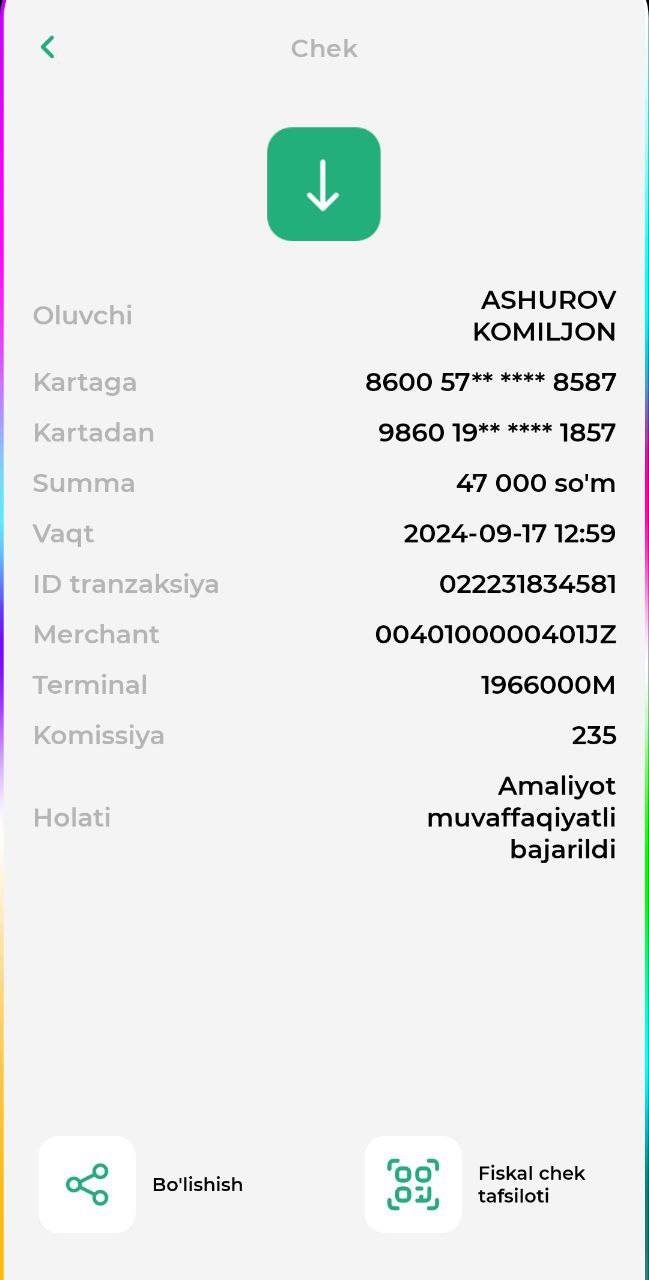 Chek
Oluvchi
ASHUROV
KOMILJON
Kartaga 8600 57** **** 8587
Kartadan 9860 19** **** 1857
Summa 47 000 so'm
Vaqt 2024-09-17 12:59
ID tranzaksiya 022231834581
Merchant 0040100000401JZ
Terminal 1966000M
Komissiya 235
Holati
Amaliyot
muvaffaqiyatli
bajarildi
Bo'lishish
Fiskal chek
tafsiloti